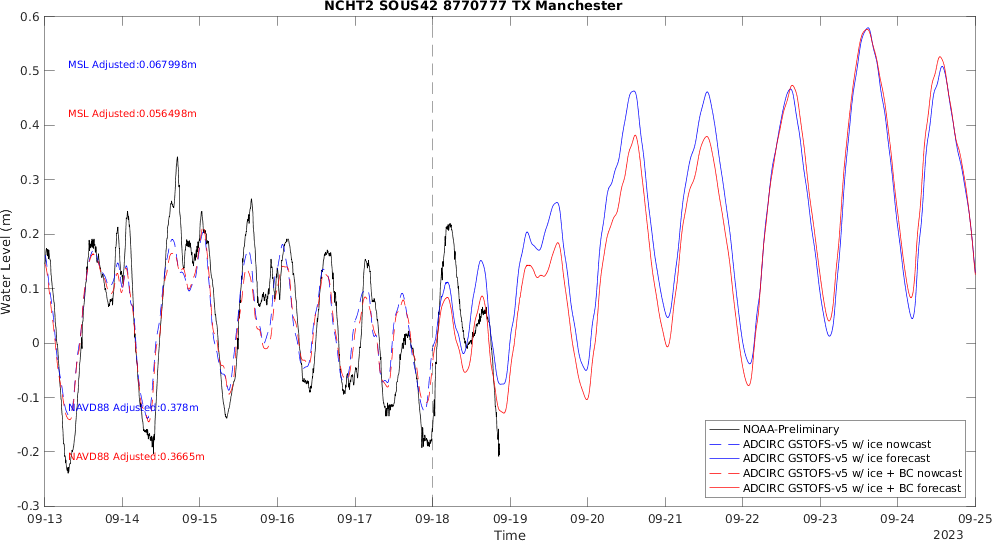 NCHT2 SOUS42 8770777 TX Manchester
0.6
0.5
0.4
0.3
0.2
0.1
0
-0.1
-0.2
-0.3
Water Level (m)
MSL Adjusted:0.067998m
MSL Adjusted:0.056498m
NAVD88 Adjusted:0.378m
NAVD88 Adjusted:0.3665m
NOAA-Preliminary
ADCIRC GSTOFS-v5 w/ ice nowcast
ADCIRC GSTOFS-v5 w/ ice forecast
ADCIRC GSTOFS-v5 w/ ice + BC nowcast
ADCIRC GSTOFS-v5 w/ ice + BC forecast
09-13 09-14 09-15 09-16 09-17 09-18 09-19 09-20 09-21 09-22 09-23 09-24 09-25
Time
2023